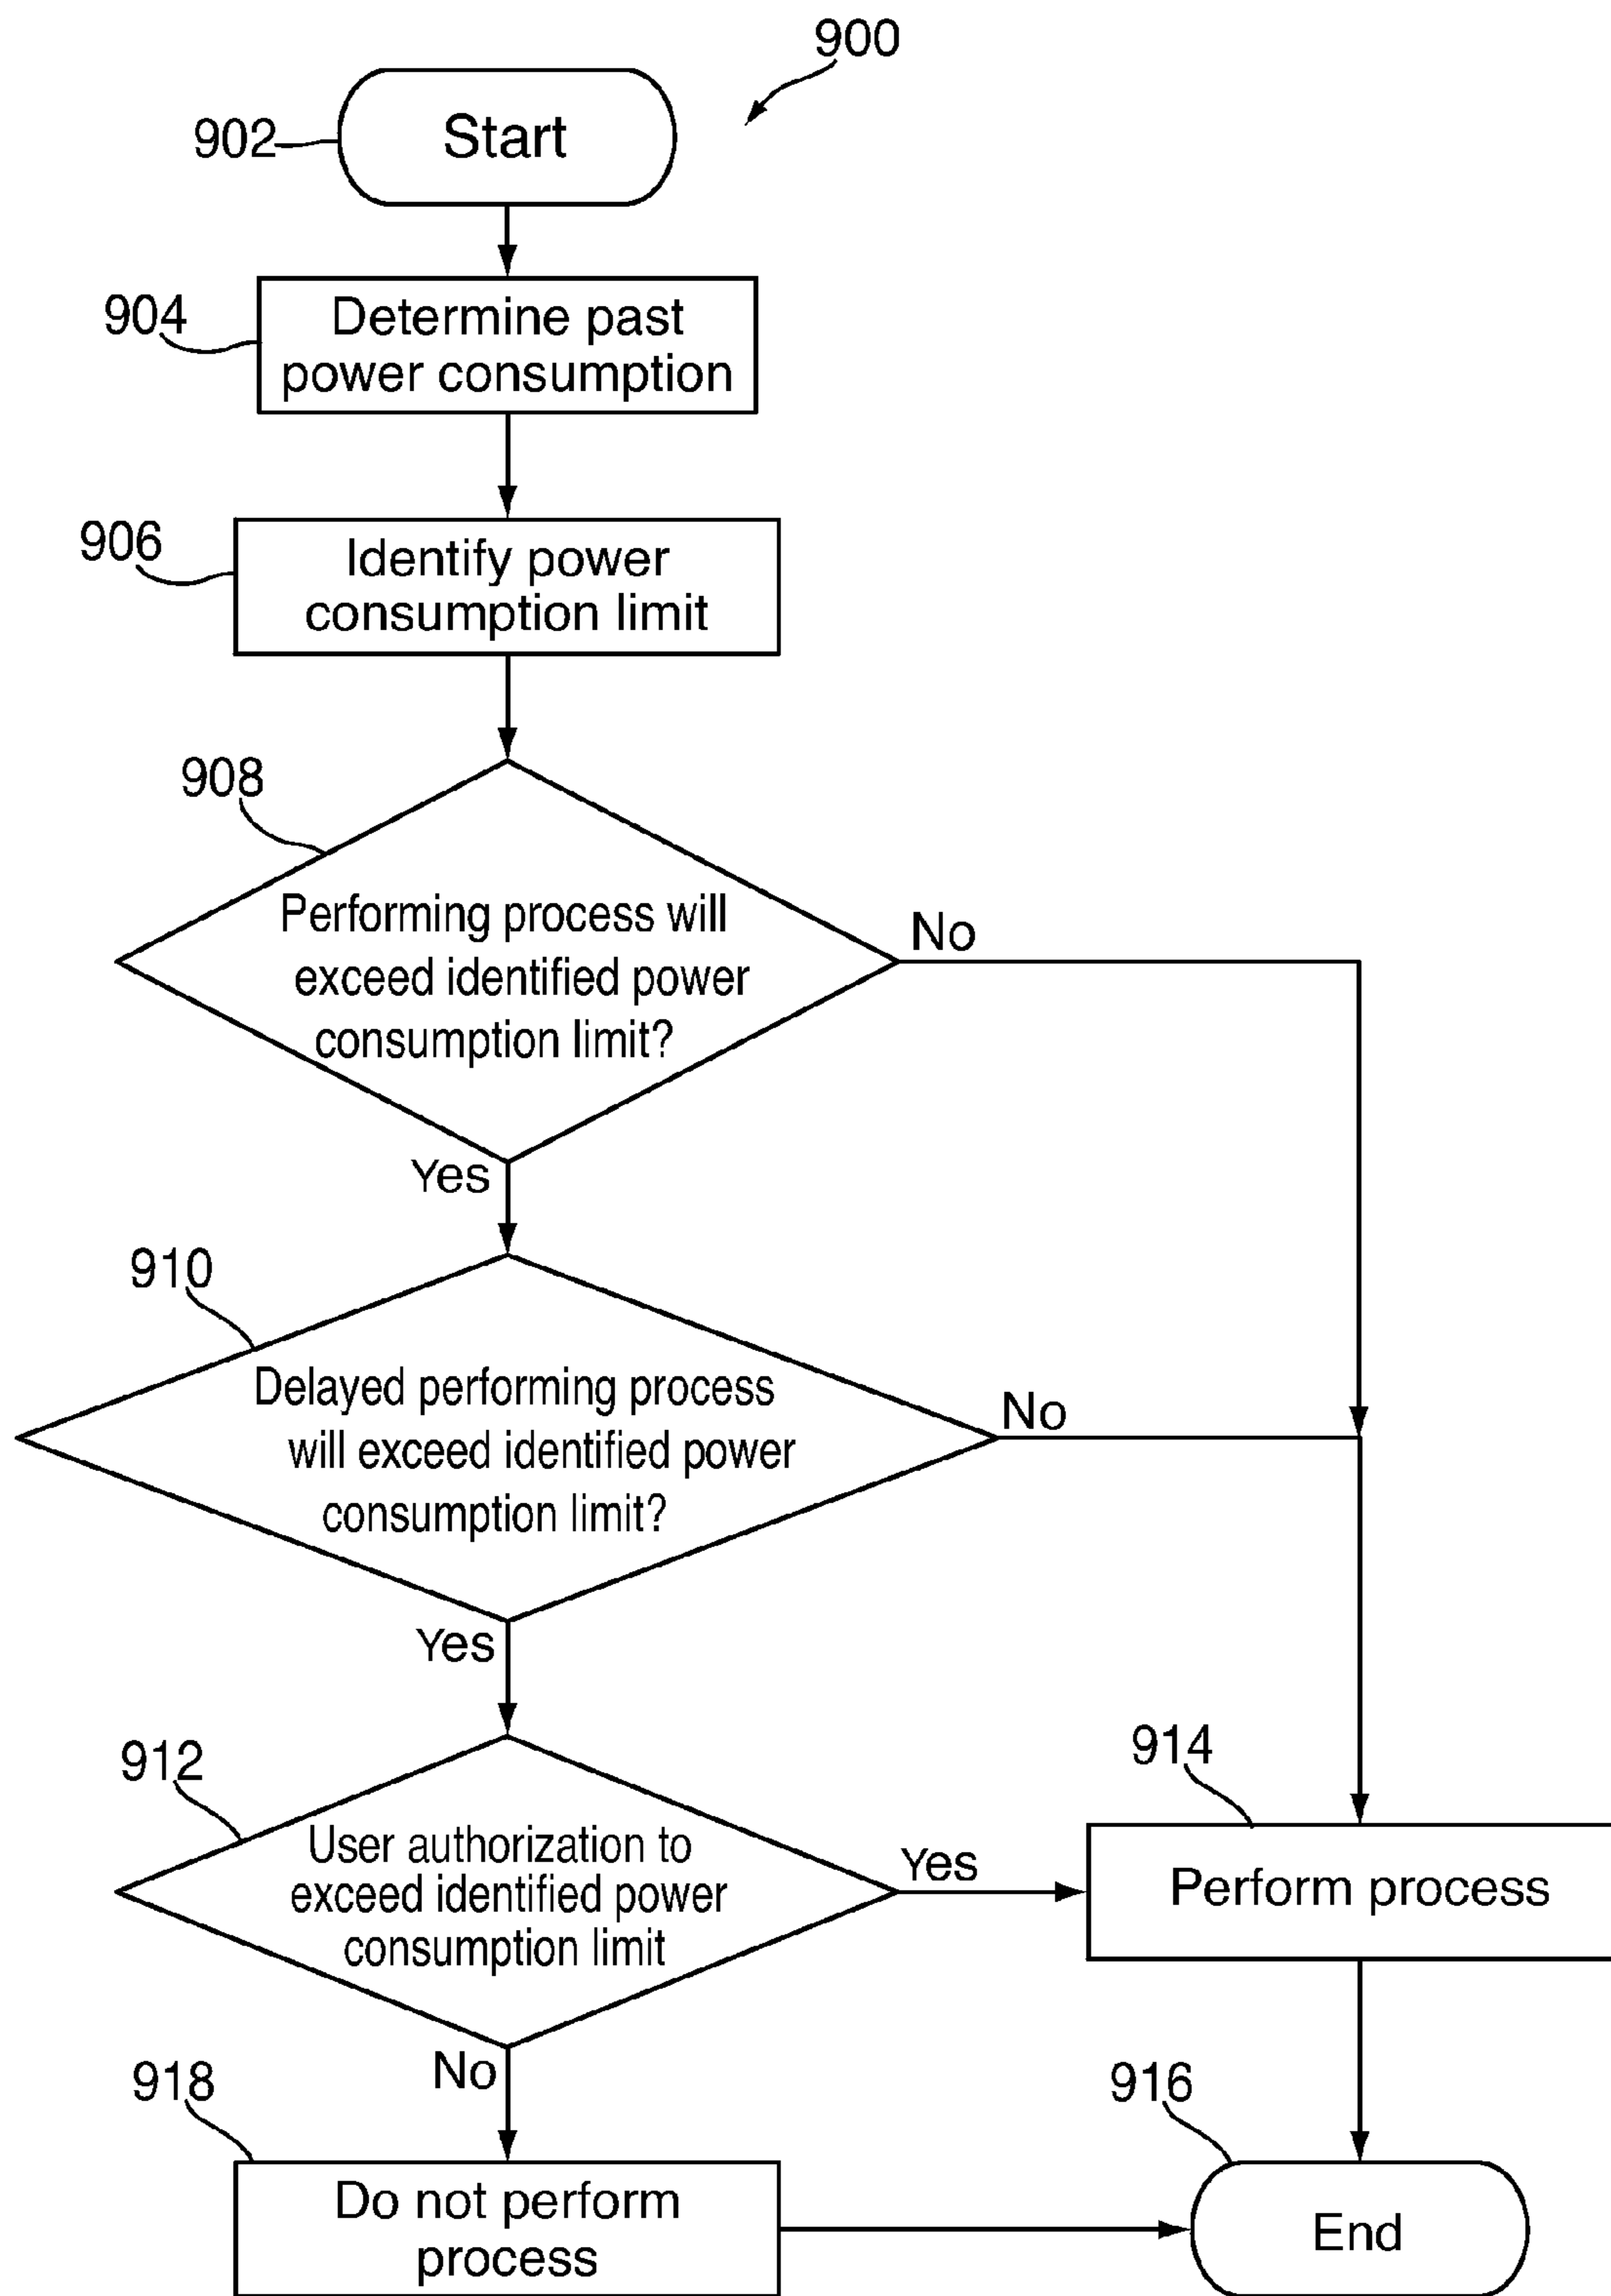 900
902
Start
904
Determine past
power consumption
906
Identify power
consumption limit
908
Performing process will
exceed identified power
consumption limit?
No
Yes
910
Delayed performing process
will exceed identified power
consumption limit?
No
Yes
912
User authorization to
exceed identified power
consumption limit
Yes
914
Perform process
No
918
Do not perform
process
916
End